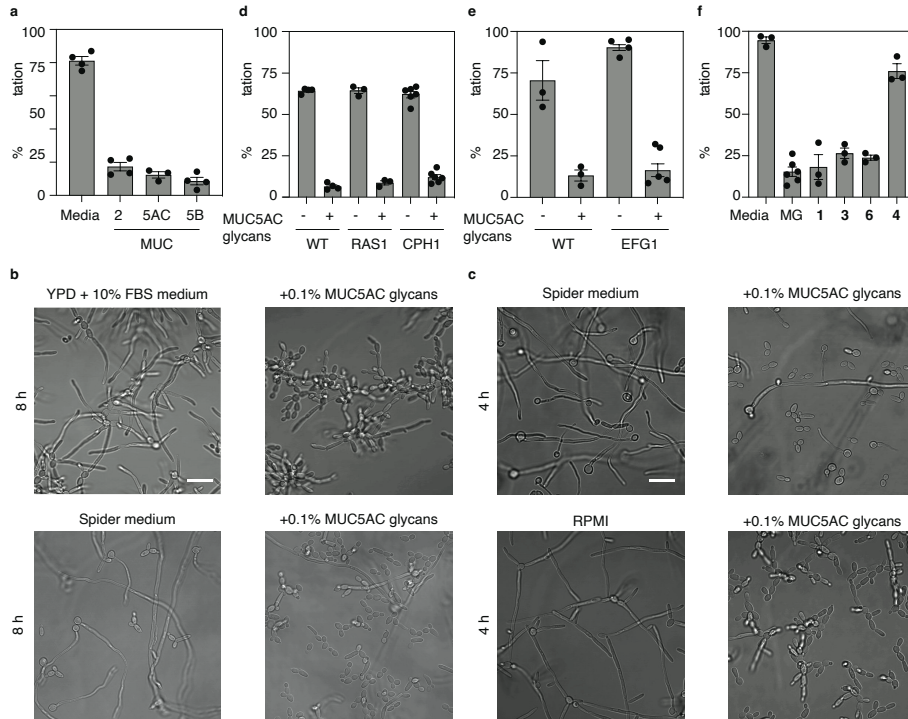 a
100
75
50
25
0
tation
%
Media
2
5AC
5B
MUC
d
100
75
50
25
0
tation
%
MUC5AC
glycans
-
+
-
+
-
+
WT
RAS1
CPH1
e
100
75
50
25
0
tation
%
MUC5AC
glycans
-
+
-
+
WT
EFG1
f
100
75
50
25
0
tation
%
Media
MG
1
3
6
4
b
YPD + 10% FBS medium
+0.1% MUC5AC glycans
8 h
Spider medium
+0.1% MUC5AC glycans
8 h
c
Spider medium
+0.1% MUC5AC glycans
4 h
RPMI
+0.1% MUC5AC glycans
4 h